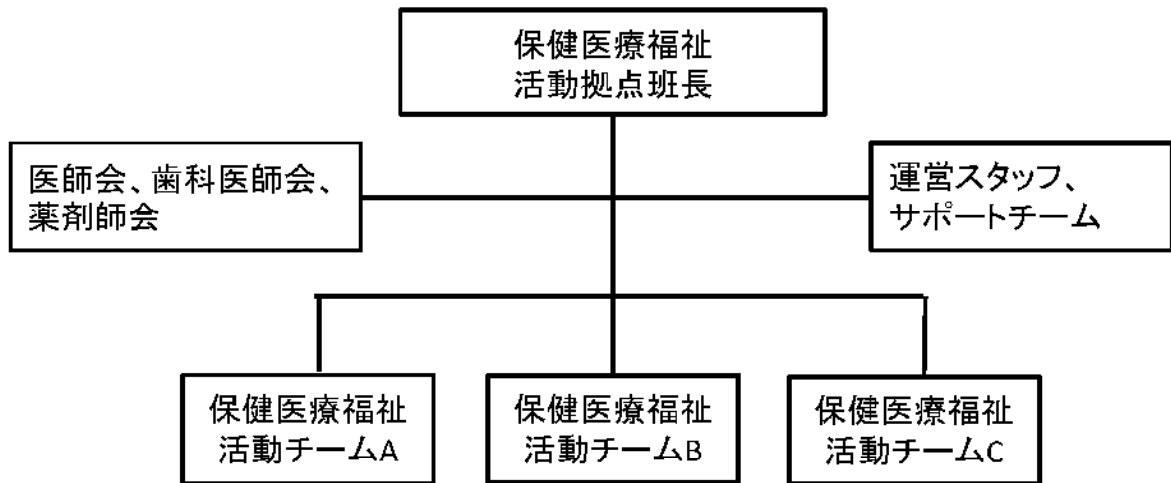 保健医療福祉
活動拠点班長
医師会、歯科医師会、
薬剤師会
運営スタッフ、
サポートチーム
保健医療福祉
活動チームA
保健医療福祉
活動チームB
保健医療福祉
活動チームC